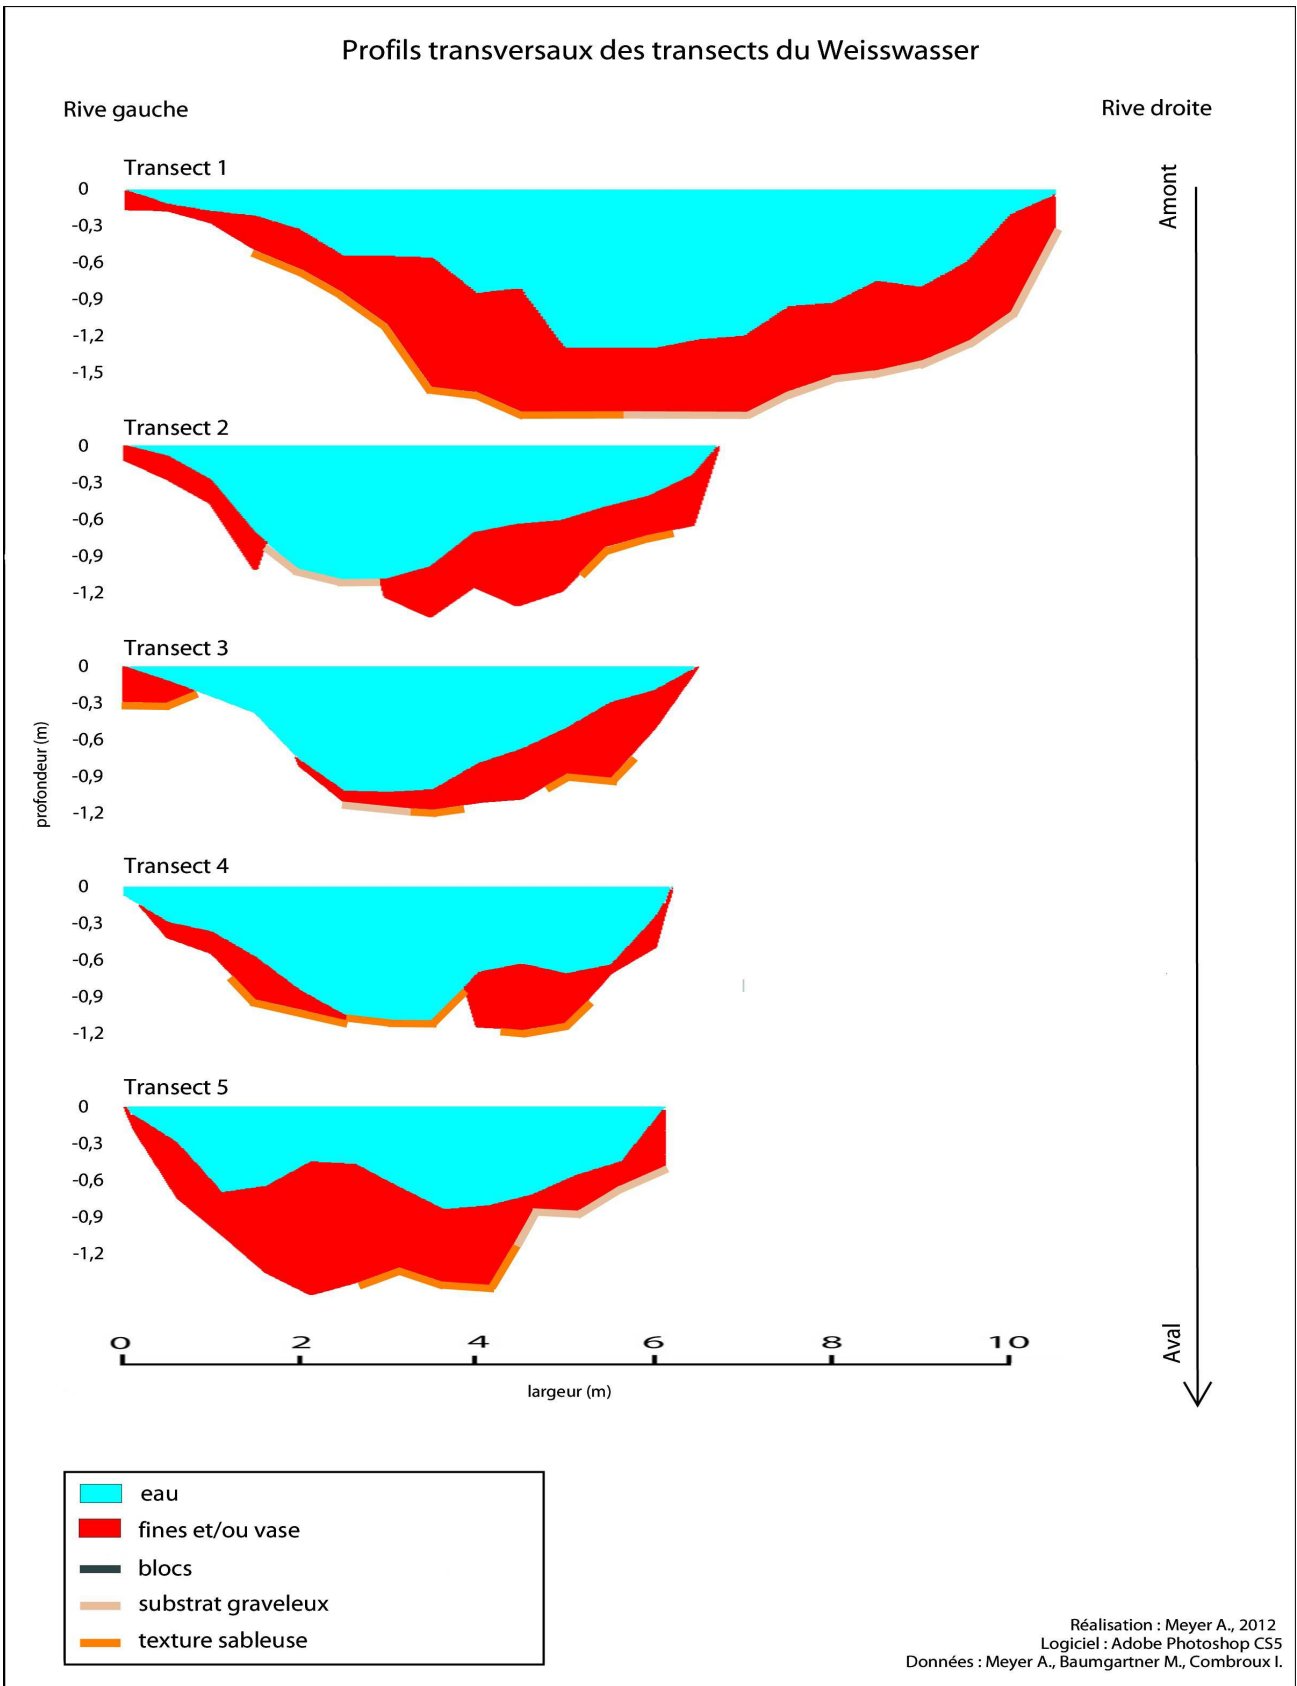 Profils transversaux des transects du Weisswasser
Rive gauche
Rive droite
Transect 1
0
-0,3
-0,6
-0,9
-1,2
-1,5
Amont
Transect 2
0
-0,3
-0,6
-0,9
-1,2
Transect 3
0
-0,3
-0,6
-0,9
-1,2
profondeur (m)
Transect 4
0
-0,3
-0,6
-0,9
-1,2
Transect 5
0
-0,3
-0,6
-0,9
-1,2
0 2 4 6 8 10
largeur (m)
Aval
eau
fines et/ou vase
blocs
substrat graveleux
texture sableuse
Réalisation : Meyer A., 2012
Logiciel : Adobe Photoshop CS5
Données : Meyer A., Baumgartner M., Combroux I.